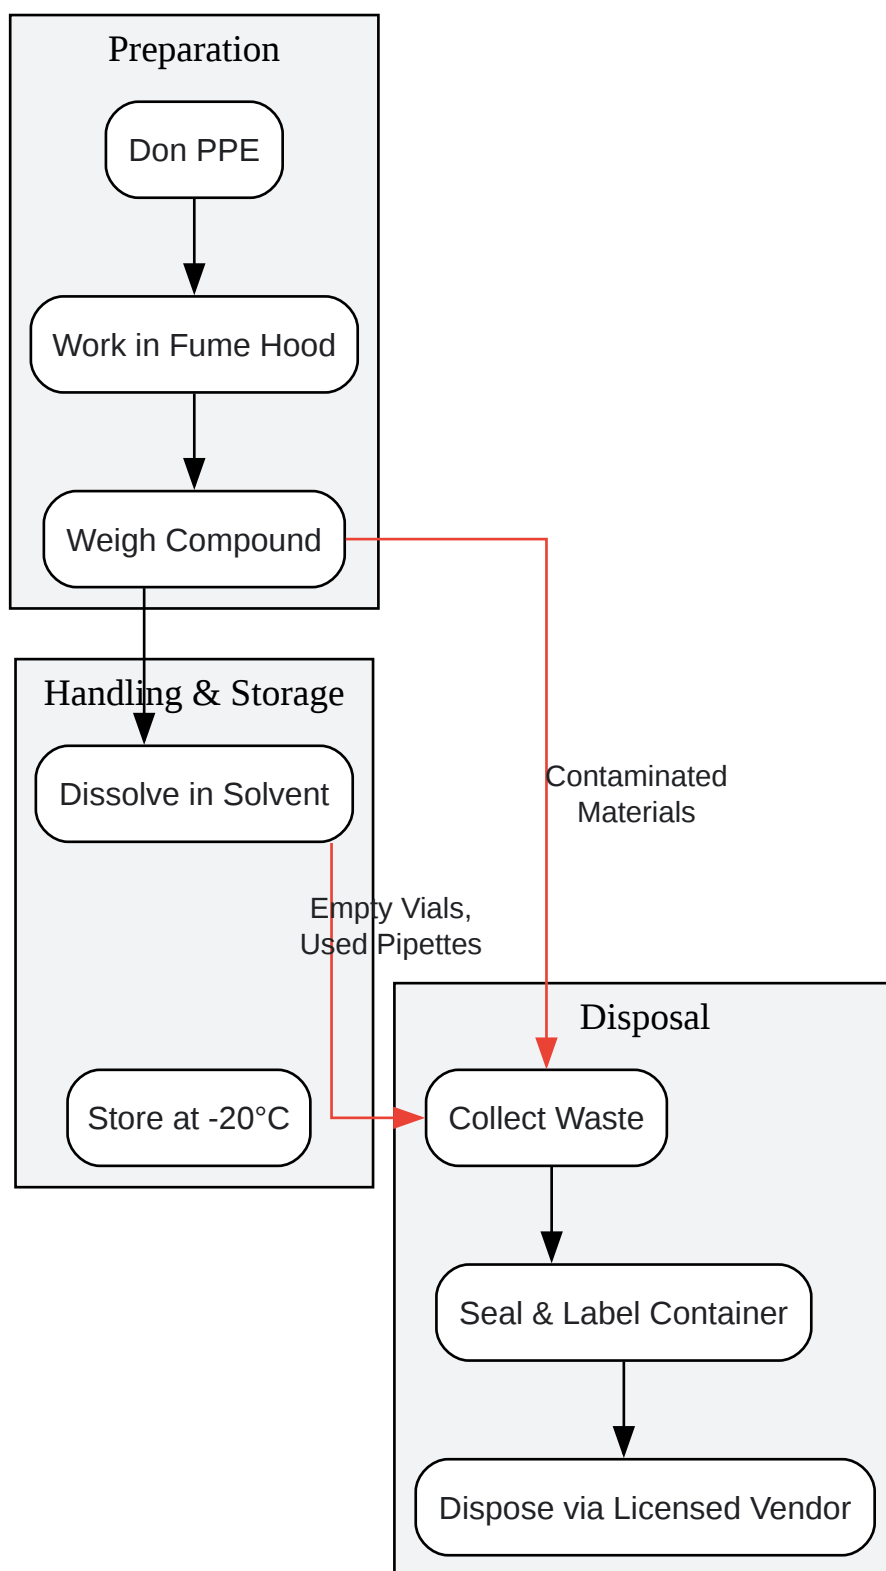 Preparation
Don PPE
Work in Fume Hood
Weigh Compound
Handling & Storage
Dissolve in Solvent
Contaminated
Materials
Empty Vials,
Used Pipettes
Disposal
Store at -20°C
Collect Waste
Seal & Label Container
Dispose via Licensed Vendor